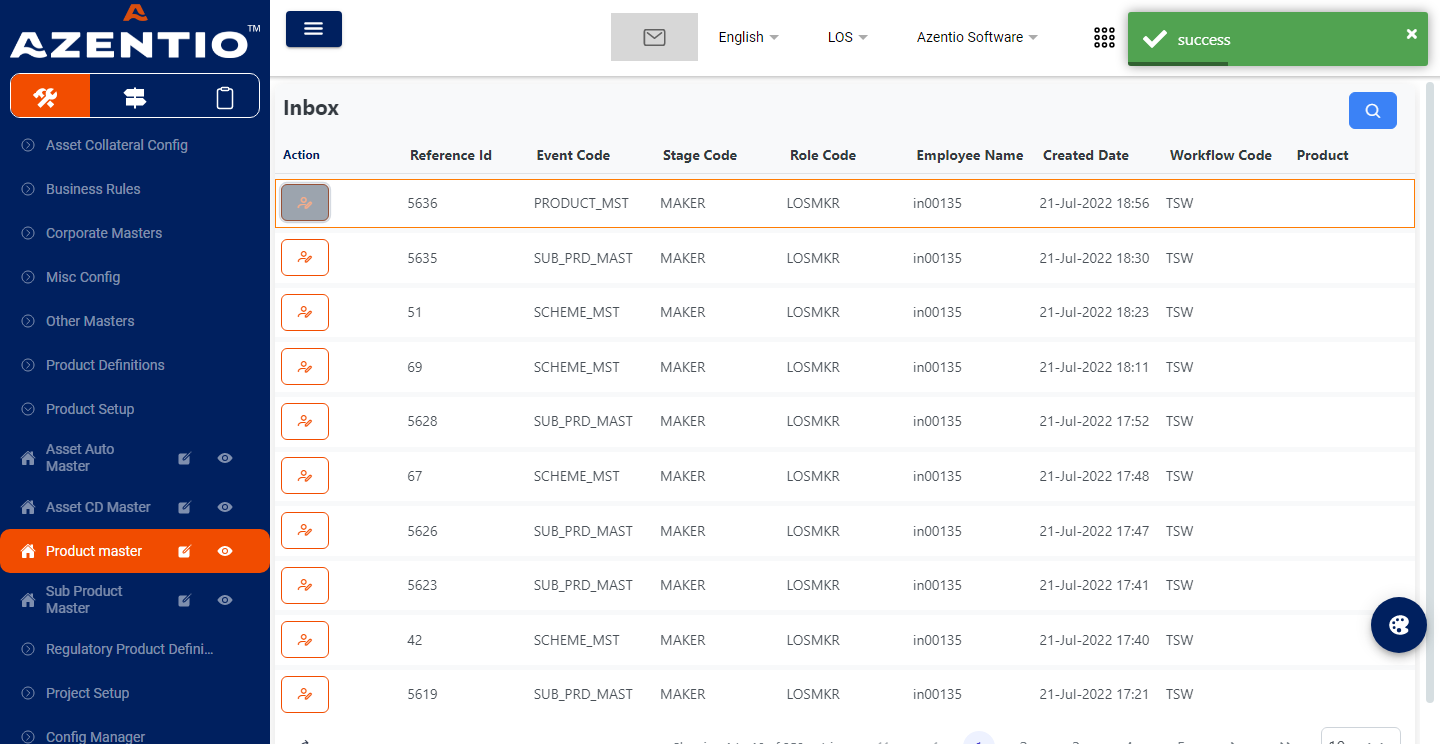 AZENTIO™
English
LOS
Azentio Software
success
Asset Collateral Config
Business Rules
Corporate Masters
Misc Config
Other Masters
Product Definitions
Product Setup
Asset Auto
Master
Asset CD Master
Product master
Sub Product
Master
Regulatory Product Defini...
Project Setup
Config Manager
Inbox
Action Reference Id Event Code Stage Code Role Code Employee Name Created Date Workflow Code Product
5636 PRODUCT_MST MAKER LOSMKR in00135 21-Jul-2022 18:56 TSW
5635 SUB_PRD_MAST MAKER LOSMKR in00135 21-Jul-2022 18:30 TSW
51 SCHEME_MST MAKER LOSMKR in00135 21-Jul-2022 18:23 TSW
69 SCHEME_MST MAKER LOSMKR in00135 21-Jul-2022 18:11 TSW
5628 SUB_PRD_MAST MAKER LOSMKR in00135 21-Jul-2022 17:52 TSW
67 SCHEME_MST MAKER LOSMKR in00135 21-Jul-2022 17:48 TSW
5626 SUB_PRD_MAST MAKER LOSMKR in00135 21-Jul-2022 17:47 TSW
5623 SUB_PRD_MAST MAKER LOSMKR in00135 21-Jul-2022 17:41 TSW
42 SCHEME_MST MAKER LOSMKR in00135 21-Jul-2022 17:40 TSW
5619 SUB_PRD_MAST MAKER LOSMKR in00135 21-Jul-2022 17:21 TSW